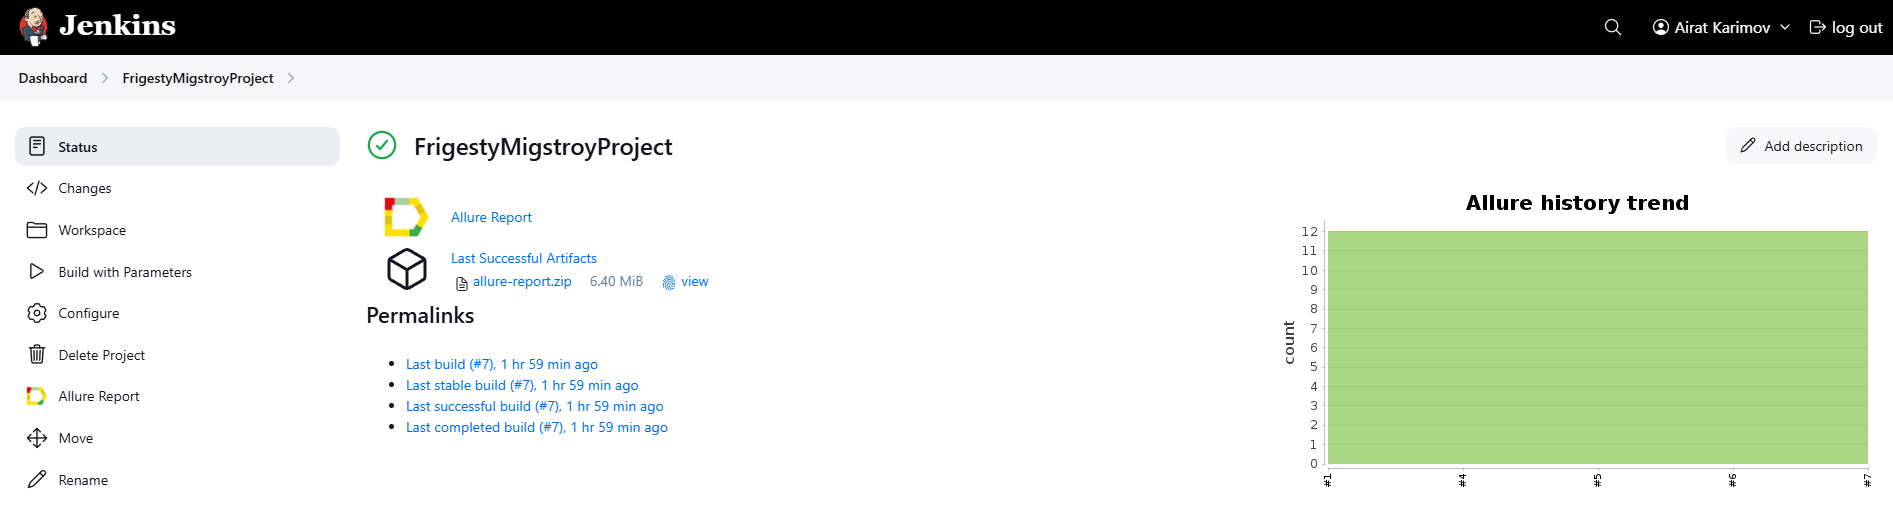 Jenkins
Airat Karimov
log out
Dashboard
FrigestyMigstroyProject
Status
Changes
Workspace
Build with Parameters
Configure
Delete Project
Allure Report
Move
Rename
FrigestyMigstroyProject
Add description
Allure Report
Last Successful Artifacts
allure-report.zip 6.40 MiB view
Permalinks
Last build (#7), 1 hr 59 min ago
Last stable build (#7), 1 hr 59 min ago
Last successful build (#7), 1 hr 59 min ago
Last completed build (#7), 1 hr 59 min ago
Allure history trend
count
12
11
10
9
8
7
6
5
4
3
2
1
0
#1 #4 #5 #6 #7